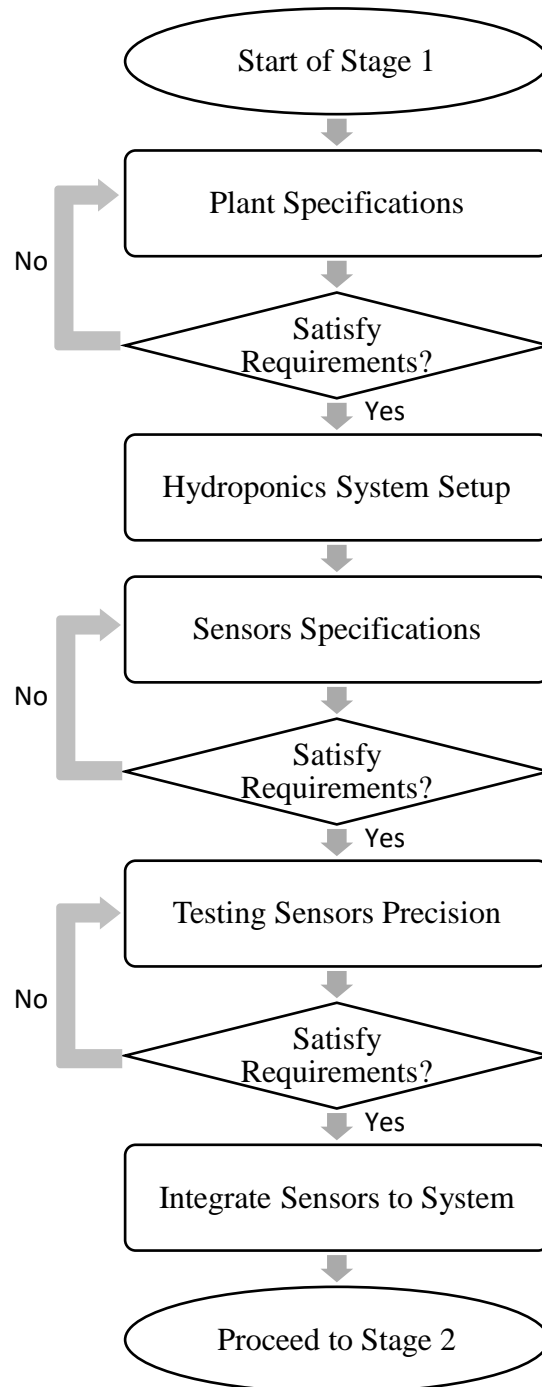 Start of Stage 1
Plant Specifications
No
Satisfy
Requirements?
Yes
Hydroponics System Setup
Sensors Specifications
No
Satisfy
Requirements?
Yes
Testing Sensors Precision
No
Satisfy
Requirements?
Yes
Integrate Sensors to System
Proceed to Stage 2